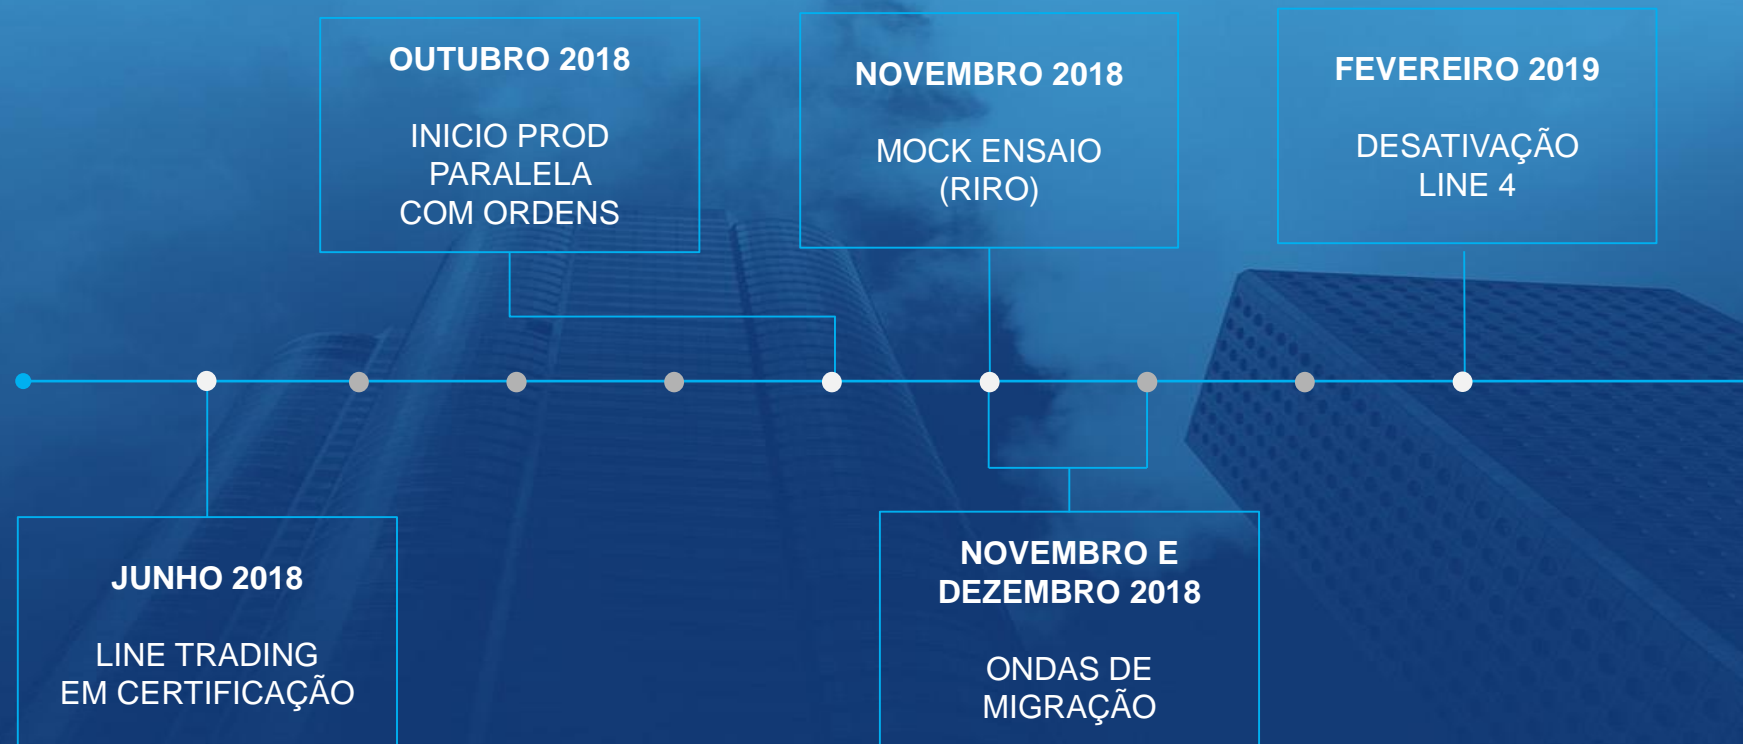 OUTUBRO 2018
INICIO PROD
PARALELA
COM ORDENS
NOVEMBRO 2018
MOCK ENSAIO
(RIRO)
FEVEREIRO 2019
DESATIVAÇÃO
LINE 4
JUNHO 2018
LINE TRADING
EM CERTIFICAÇÃO
NOVEMBRO E
DEZEMBRO 2018
ONDAS DE
MIGRAÇÃO